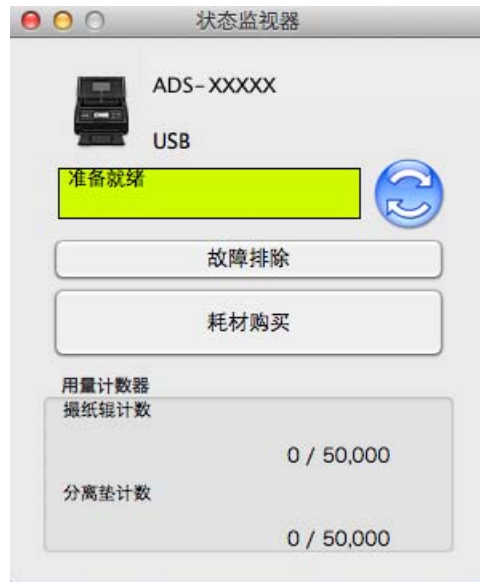 状态监视器
ADS-XXXXX
USB
准备就绪
故障排除
耗材购买
用量计数器
撮纸辊计数
0 / 50,000
分离垫计数
0 / 50,000